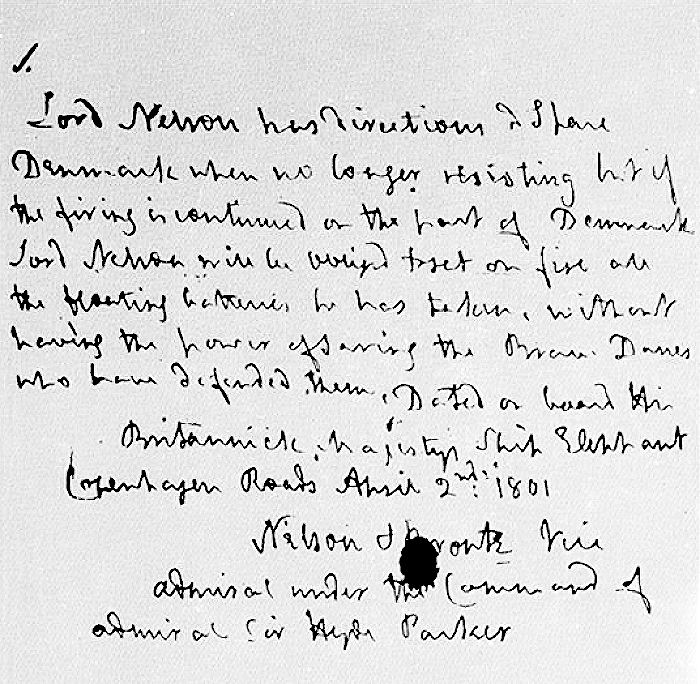 1.
Lord Nelson has directions to spare
Denmark when no longer resisting but if
the firing is continued on the part of Denmark
Lord Nelson will be obliged to set on fire all
the floating batteries he has taken, without
having the power of saving the Brave Danes
who have defended them. Dated on board His
Britannick Majestys Ship Elephant
Copenhagen Roads April 2nd: 1801
Nelson & Bronte Vice
admiral under the Command of
admiral Sir Hyde Parker